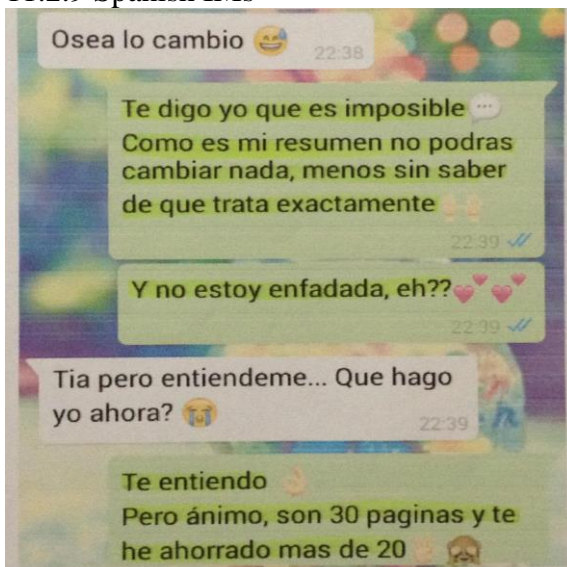 Osea lo cambio 😅
22:38
Te digo yo que es imposible 💬
Como es mi resumen no podras
cambiar nada, menos sin saber
de que trata exactamente
22:39
Y no estoy enfadada, eh??💕💕
22:39
Tia pero entiendeme... Que hago
yo ahora? 😭
22:39
Te entiendo 👌
Pero ánimo, son 30 paginas y te
he ahorrado mas de 20 👌 🙈